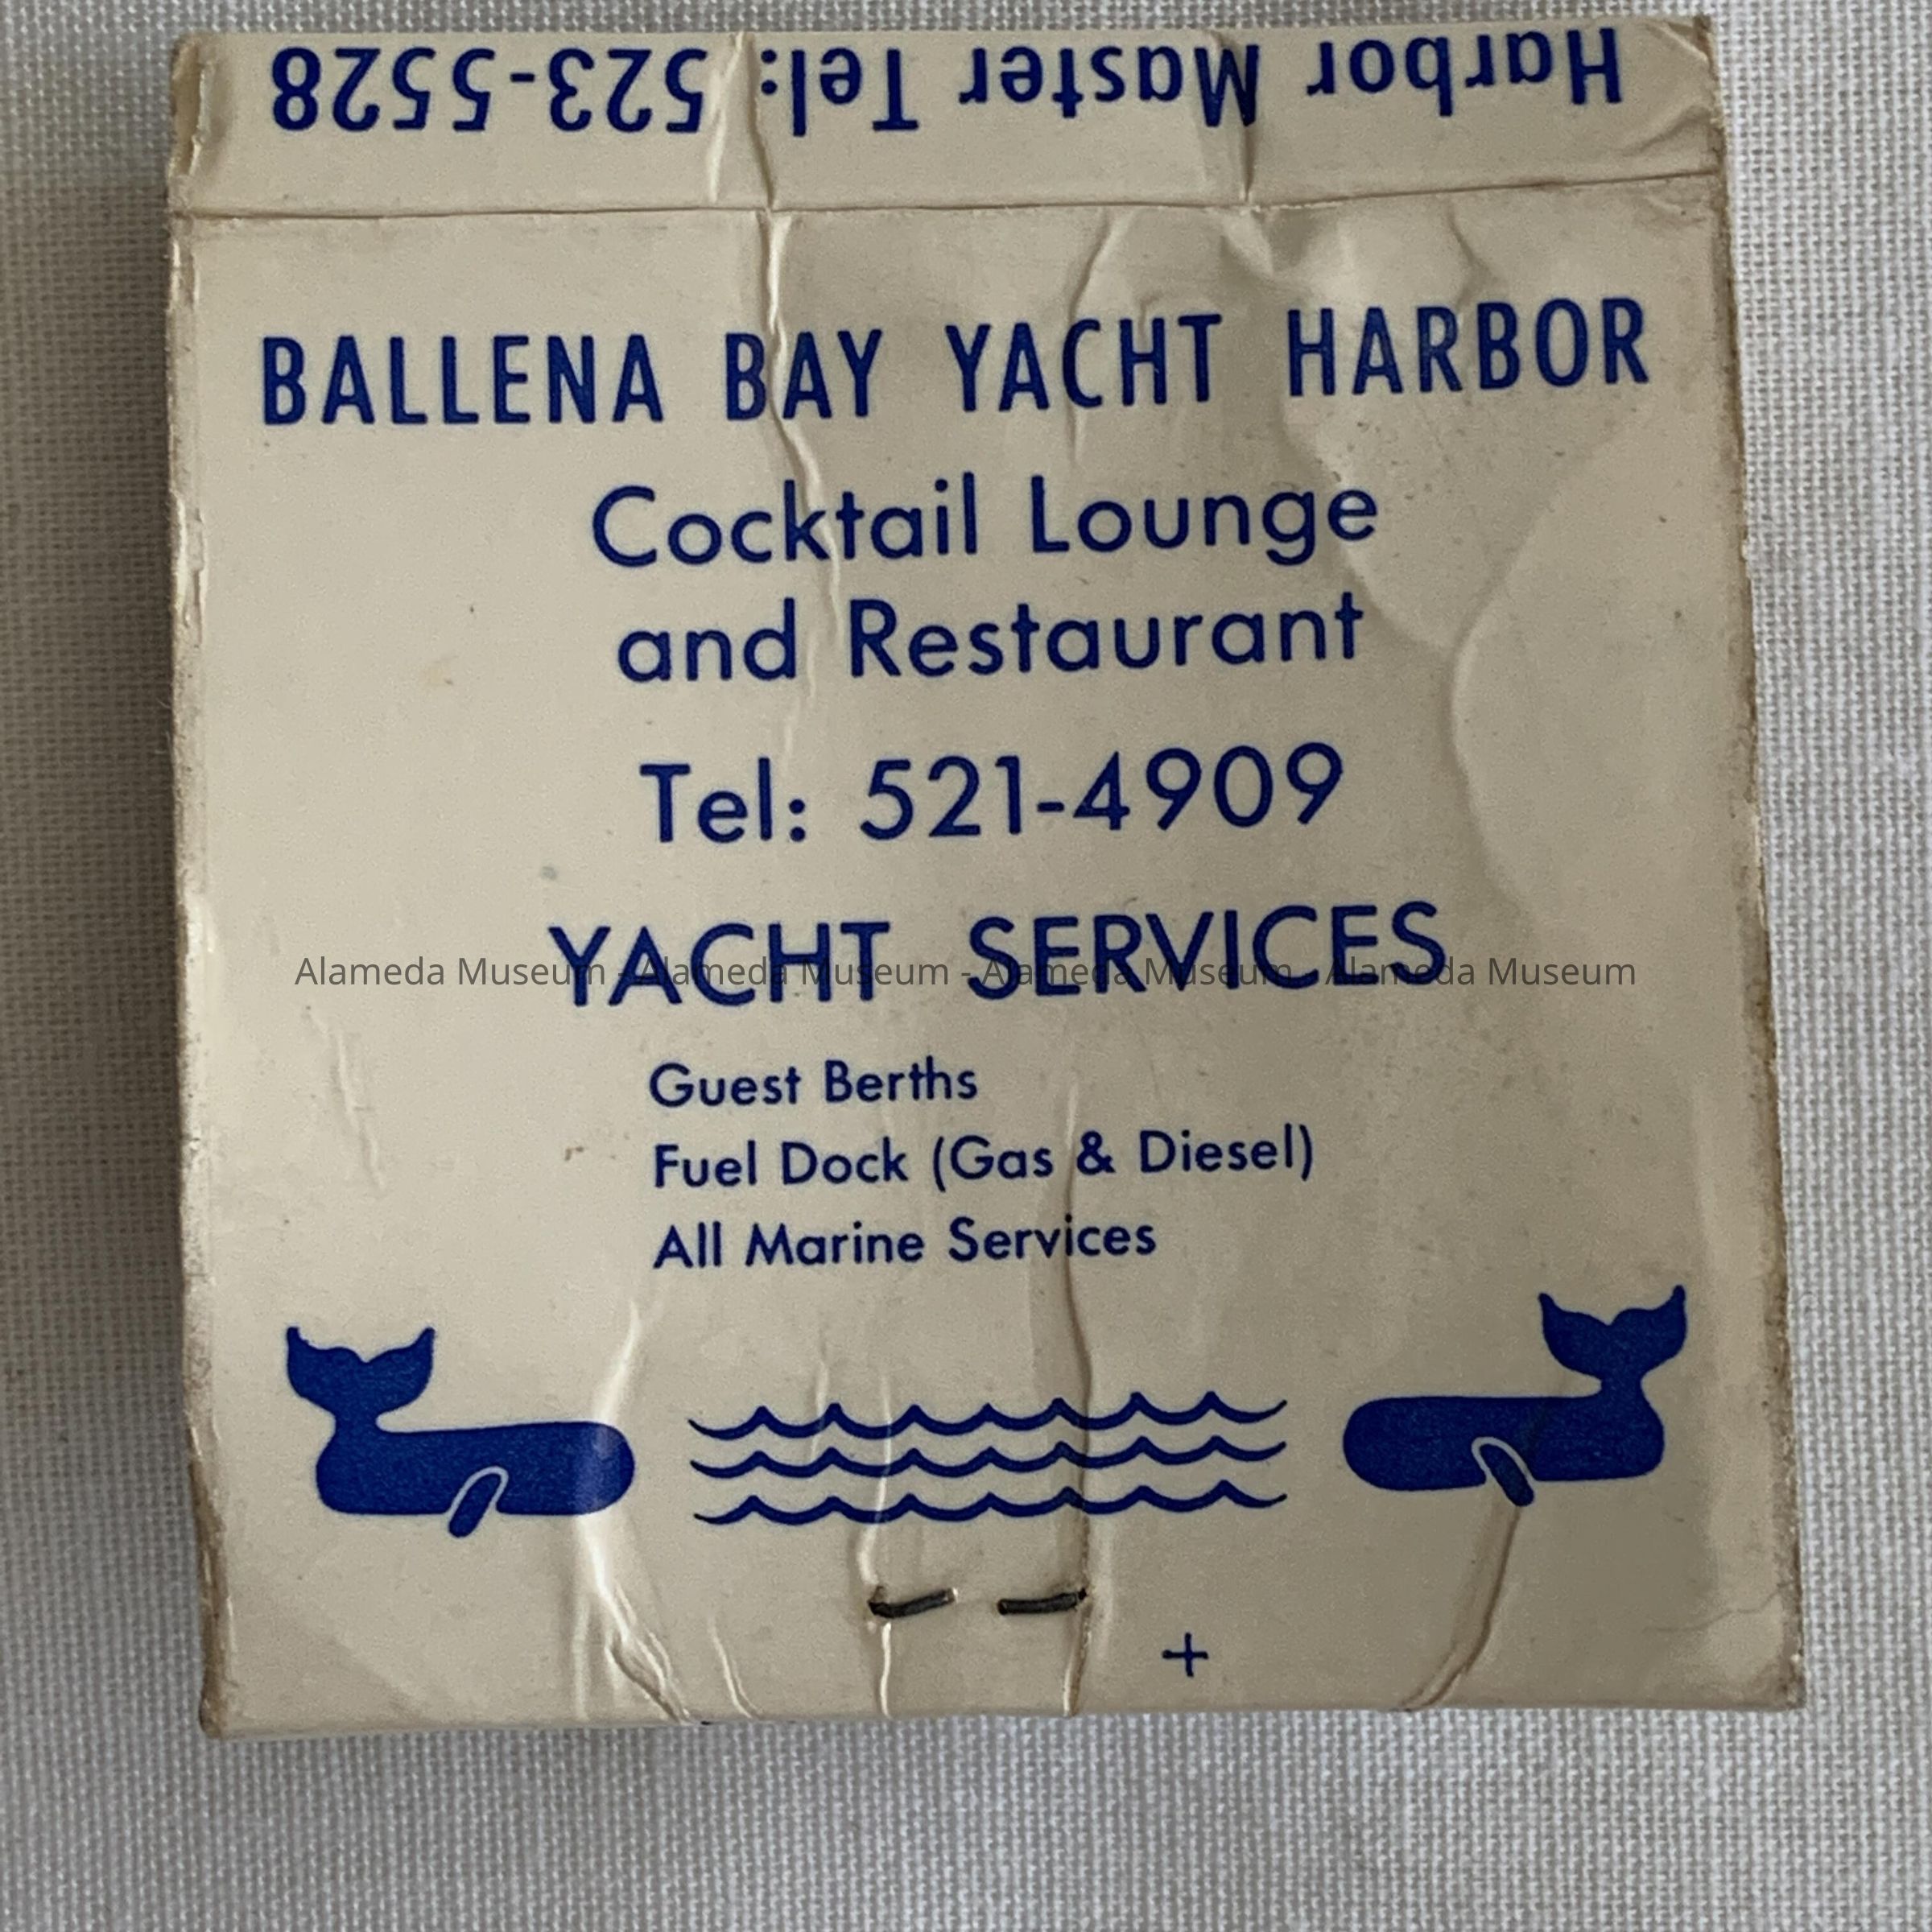 Harbor Master Tel: 523-5528
BALLENA BAY YACHT HARBOR
Cocktail Lounge
and Restaurant
Tel: 521-4909
YACHT SERVICES
Alameda Museum - Alameda Museum - Alameda Museum - Alameda Museum
Guest Berths
Fuel Dock (Gas & Diesel)
All Marine Services
+